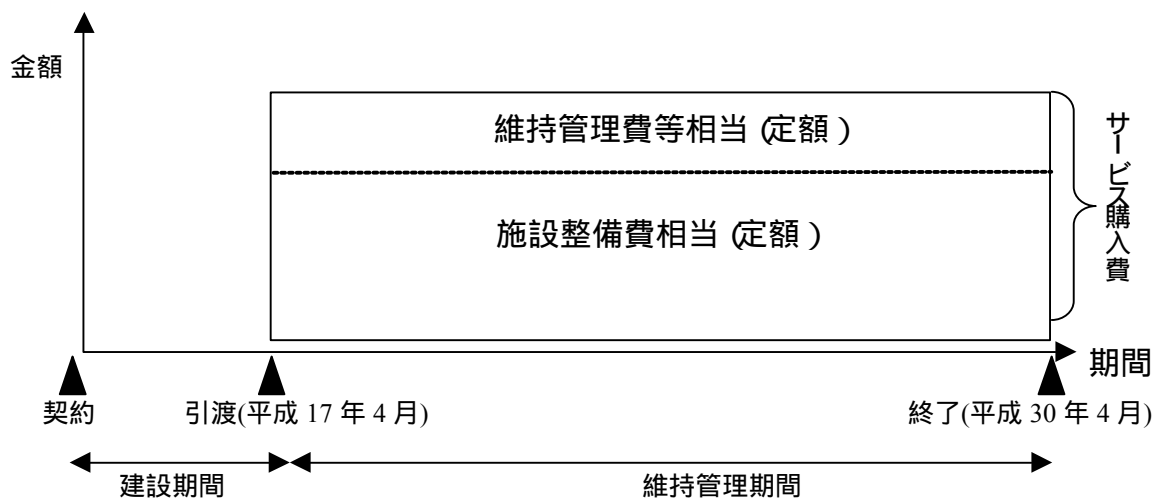 金額
維持管理費等相当(定額)
施設整備費相当(定額)
サービス購入費
期間
契約
引渡(平成 17 年 4 月)
終了(平成 30 年 4 月)
建設期間
維持管理期間